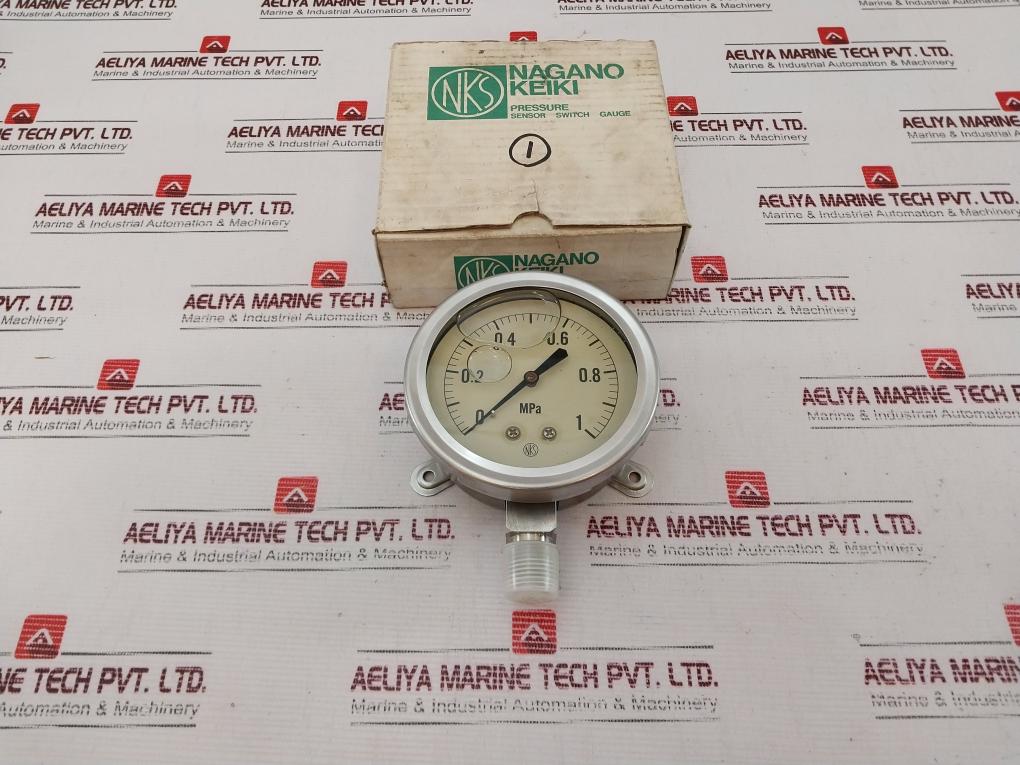 AELIYA MARINE TECH PVT. LTD.
Marine & Industrial Automation & Machinery
NKS
NAGANO
KEIKI
PRESSURE
SENSOR SWITCH GAUGE
1
NKS
NAGANO
KEIKI
0.4
0.6
0.2
0.8
0
MPa
1
NKS
AELIYA MARINE TECH PVT. LTD.
Marine & Industrial Automation & Machinery
AELIYA MARINE TECH PVT. LTD.
Marine & Industrial Automation & Machinery
AELIYA MARINE TECH PVT. LTD.
Marine & Industrial Automation & Machinery